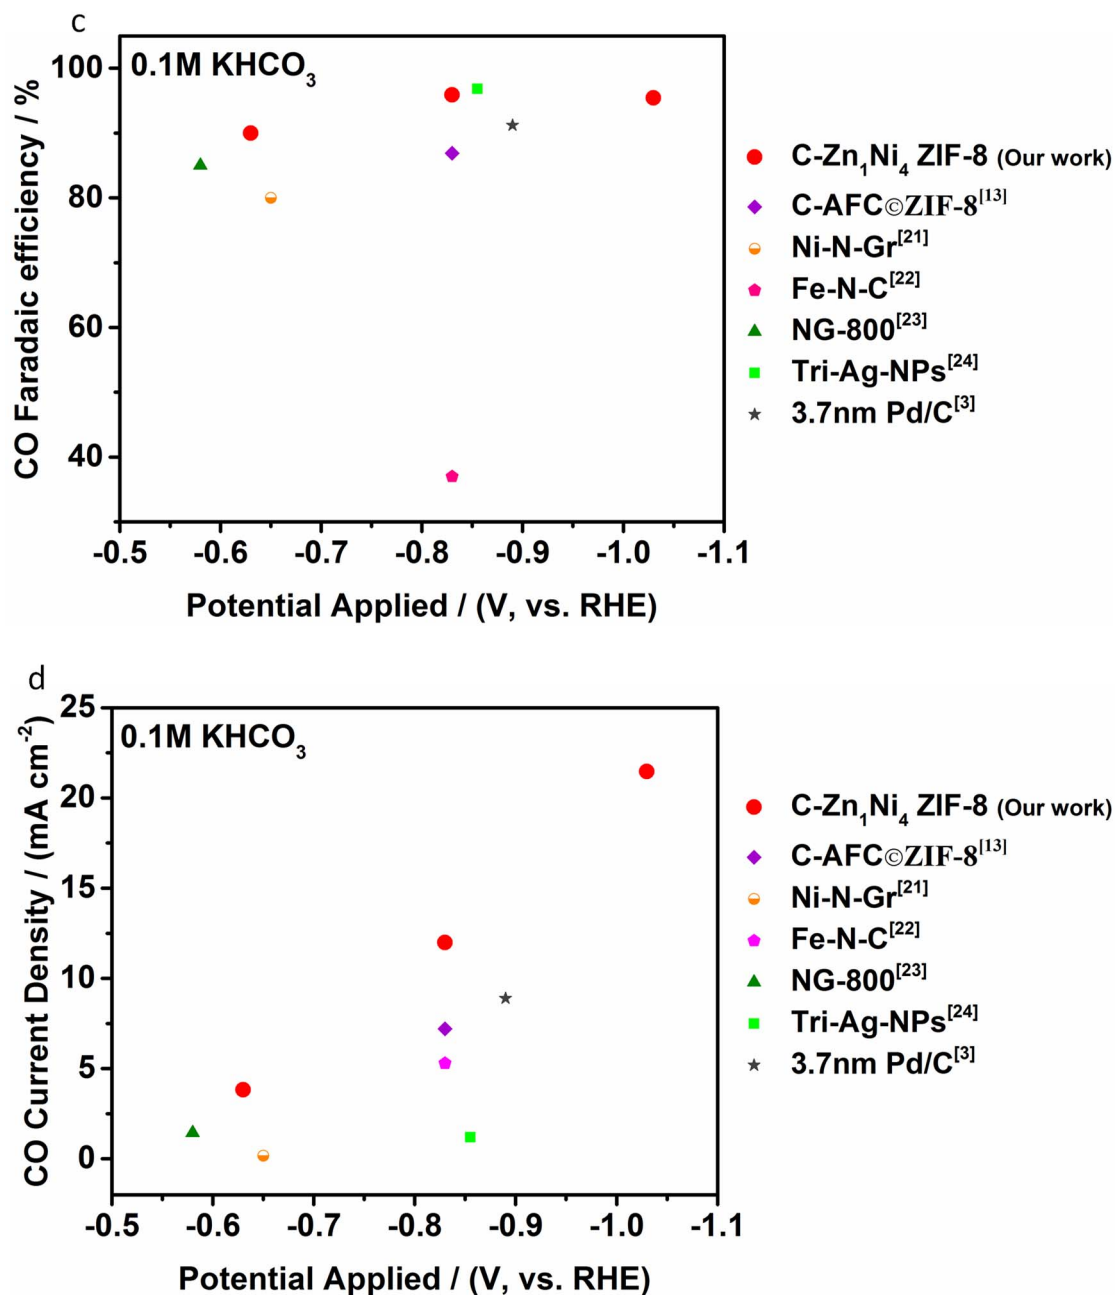 c
0.1M KHCO3
100
80
60
40
CO Faradaic efficiency / %
-0.5 -0.6 -0.7 -0.8 -0.9 -1.0 -1.1
Potential Applied / (V, vs. RHE)
C-Zn1Ni4 ZIF-8 (Our work)
C-AFC©ZIF-8[13]
Ni-N-Gr[21]
Fe-N-C[22]
NG-800[23]
Tri-Ag-NPs[24]
3.7nm Pd/C[3]
d
0.1M KHCO3
25
20
15
10
5
0
CO Current Density / (mA cm-2)
-0.5 -0.6 -0.7 -0.8 -0.9 -1.0 -1.1
Potential Applied / (V, vs. RHE)
C-Zn1Ni4 ZIF-8 (Our work)
C-AFC©ZIF-8[13]
Ni-N-Gr[21]
Fe-N-C[22]
NG-800[23]
Tri-Ag-NPs[24]
3.7nm Pd/C[3]